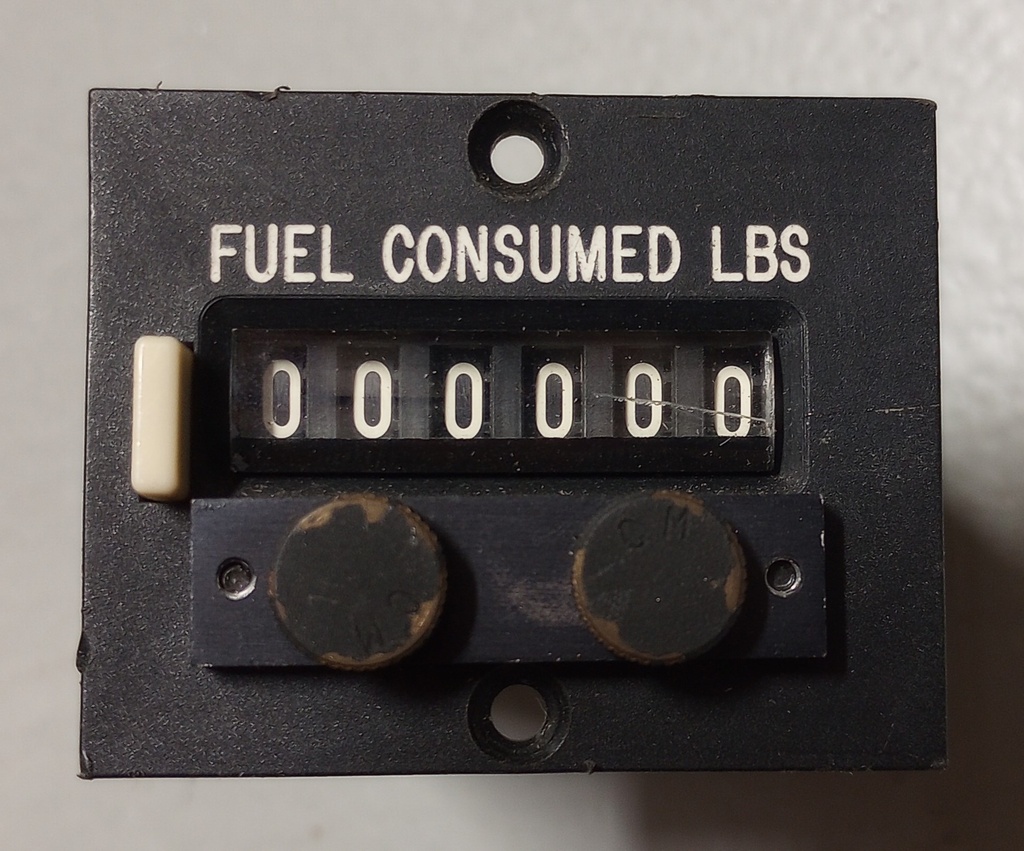 FUEL CONSUMED LBS
000000
C M
C M